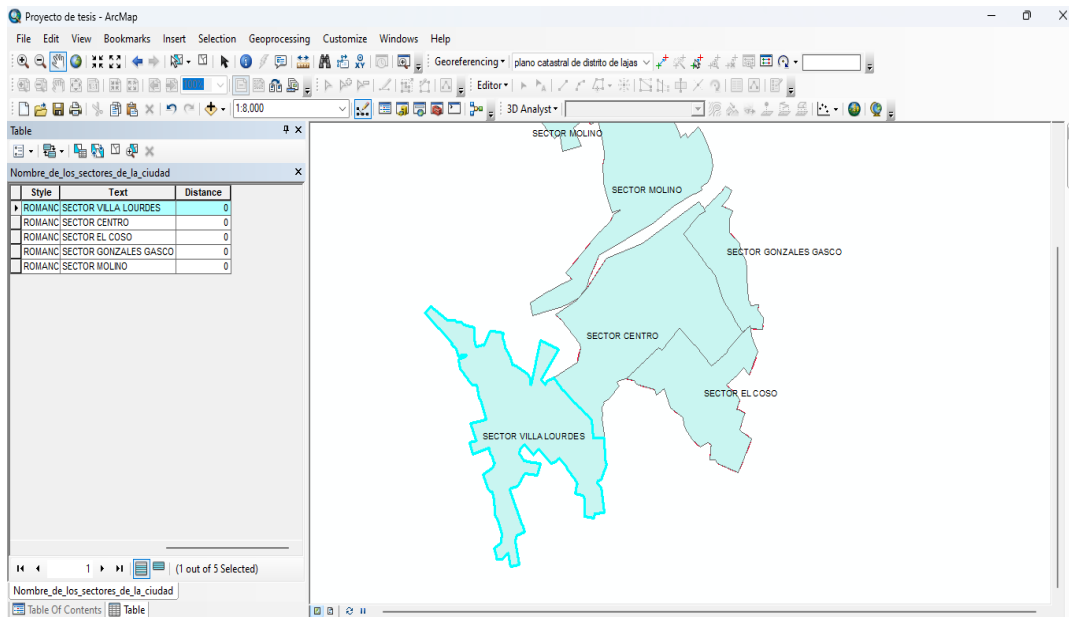 Proyecto de tesis - ArcMap
File Edit View Bookmarks Insert Selection Geoprocessing Customize Windows Help
Georeferencing plano catastral de distrito de lajas
Editor
1:8,000
3D Analyst
Table
Nombre_de_los_sectores_de_la_ciudad
Style Text Distance
ROMANC SECTOR VILLA LOURDES 0
ROMANC SECTOR CENTRO 0
ROMANC SECTOR EL COSO 0
ROMANC SECTOR GONZALES GASCO 0
ROMANC SECTOR MOLINO 0
1 (1 out of 5 Selected)
Nombre_de_los_sectores_de_la_ciudad
Table Of Contents Table
SECTOR MOLINO
SECTOR MOLINO
SECTOR GONZALES GASCO
SECTOR CENTRO
SECTOR EL COSO
SECTOR VILLA LOURDES